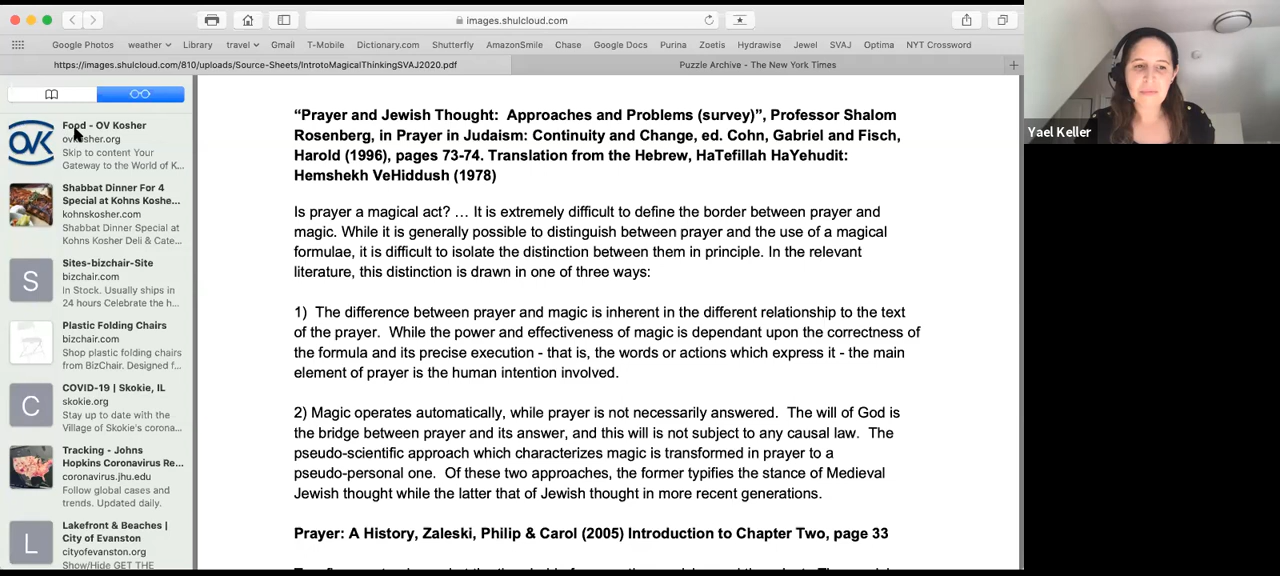 images.shulcloud.com
Google Photos weather Library travel Gmail T-Mobile Dictionary.com Shutterfly AmazonSmile Chase Google Docs Purina Zoetis Hydrawise Jewel SVAJ Optima NYT Crossword
https://images.shulcloud.com/810/uploads/Source-Sheets/IntrotoMagicalThinkingSVAJ2020.pdf
Puzzle Archive - The New York Times
OVK
Food - OV Kosher
ovkosher.org
Skip to content Your
Gateway to the World of K...
Shabbat Dinner For 4
Special at Kohns Koshe...
kohnskosher.com
Shabbat Dinner Special at
Kohns Kosher Deli & Cate...
S
Sites-bizchair-Site
bizchair.com
In Stock. Usually ships in
24 hours Celebrate the h...
Plastic Folding Chairs
bizchair.com
Shop plastic folding chairs
from BizChair. Designed f...
C
COVID-19 | Skokie, IL
skokie.org
Stay up to date with the
Village of Skokie's corona...
Tracking - Johns
Hopkins Coronavirus Re...
coronavirus.jhu.edu
Follow global cases and
trends. Updated daily.
L
Lakefront & Beaches |
City of Evanston
cityofevanston.org
Show/Hide GET THE
“Prayer and Jewish Thought: Approaches and Problems (survey)”, Professor Shalom
Rosenberg, in Prayer in Judaism: Continuity and Change, ed. Cohn, Gabriel and Fisch,
Harold (1996), pages 73-74. Translation from the Hebrew, HaTefillah HaYehudit:
Hemshekh VeHiddush (1978)
Is prayer a magical act? … It is extremely difficult to define the border between prayer and
magic. While it is generally possible to distinguish between prayer and the use of a magical
formulae, it is difficult to isolate the distinction between them in principle. In the relevant
literature, this distinction is drawn in one of three ways:
1) The difference between prayer and magic is inherent in the different relationship to the text
of the prayer. While the power and effectiveness of magic is dependant upon the correctness of
the formula and its precise execution - that is, the words or actions which express it - the main
element of prayer is the human intention involved.
2) Magic operates automatically, while prayer is not necessarily answered. The will of God is
the bridge between prayer and its answer, and this will is not subject to any causal law. The
pseudo-scientific approach which characterizes magic is transformed in prayer to a
pseudo-personal one. Of these two approaches, the former typifies the stance of Medieval
Jewish thought while the latter that of Jewish thought in more recent generations.
Prayer: A History, Zaleski, Philip & Carol (2005) Introduction to Chapter Two, page 33
Yael Keller